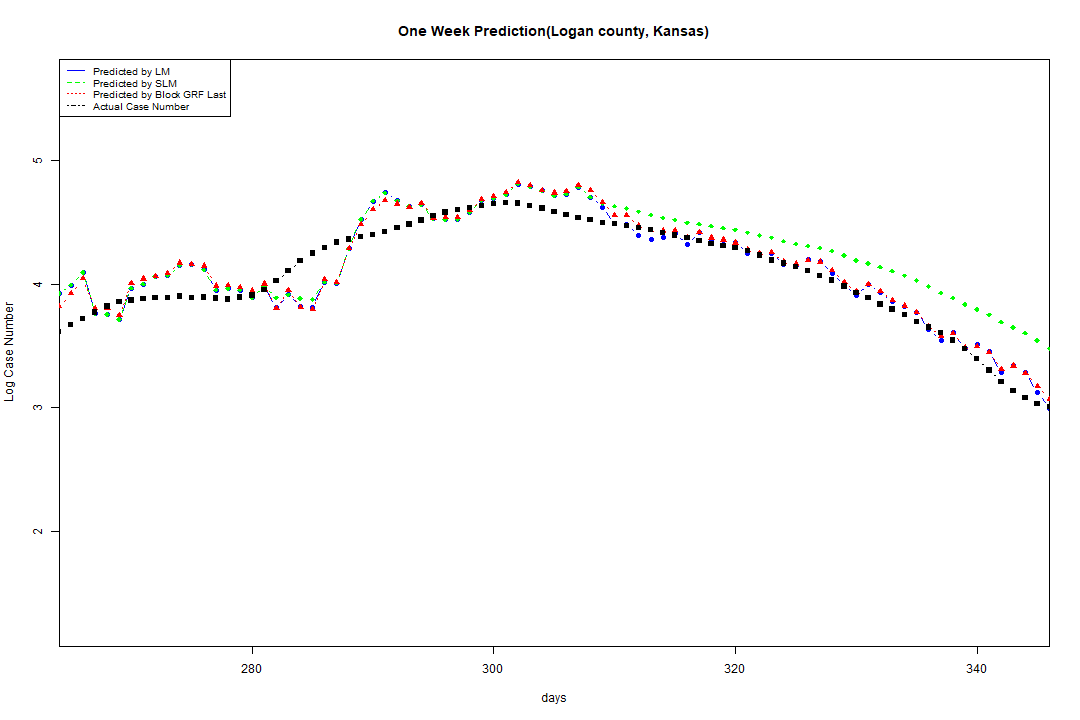 One Week Prediction(Logan county, Kansas)
Predicted by LM
Predicted by SLM
Predicted by Block GRF Last
Actual Case Number
5
4
3
2
Log Case Number
280 300 320 340
days